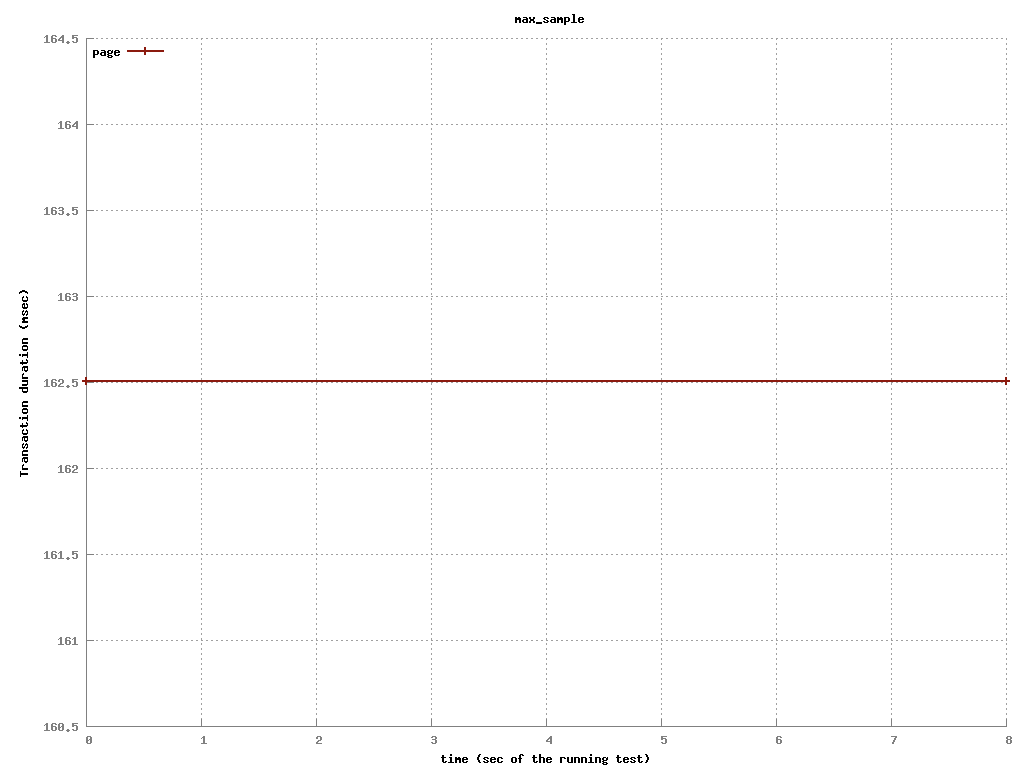 max_sample
164.5
page
164
163.5
163
162.5
162
161.5
161
160.5
Transaction duration (msec)
0 1 2 3 4 5 6 7 8
time (sec of the running test)